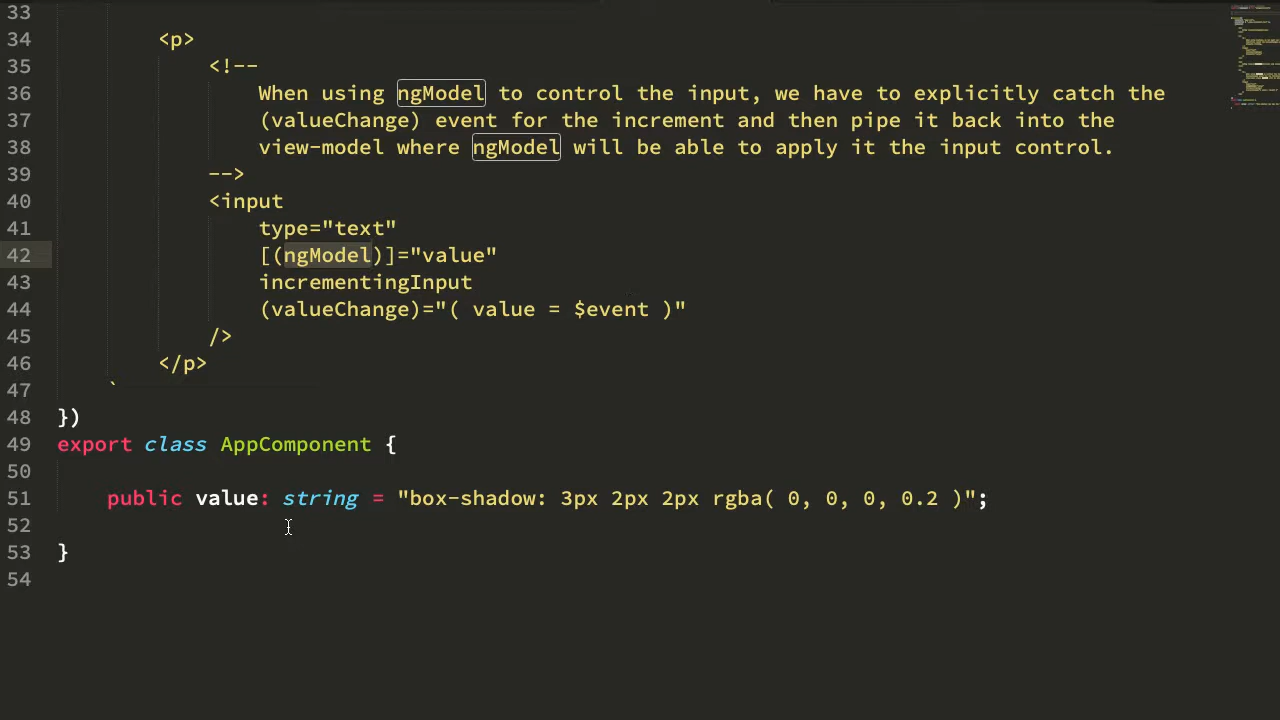 33
34 <p>
35 <!--
36 When using ngModel to control the input, we have to explicitly catch the
37 (valueChange) event for the increment and then pipe it back into the
38 view-model where ngModel will be able to apply it the input control.
39 -->
40 <input
41 type="text"
42 [(ngModel)]="value"
43 incrementingInput
44 (valueChange)="( value = $event )"
45 />
46 </p>
47 `
48 })
49 export class AppComponent {
50
51 public value: string = "box-shadow: 3px 2px 2px rgba( 0, 0, 0, 0.2 )";
52
53 }
54